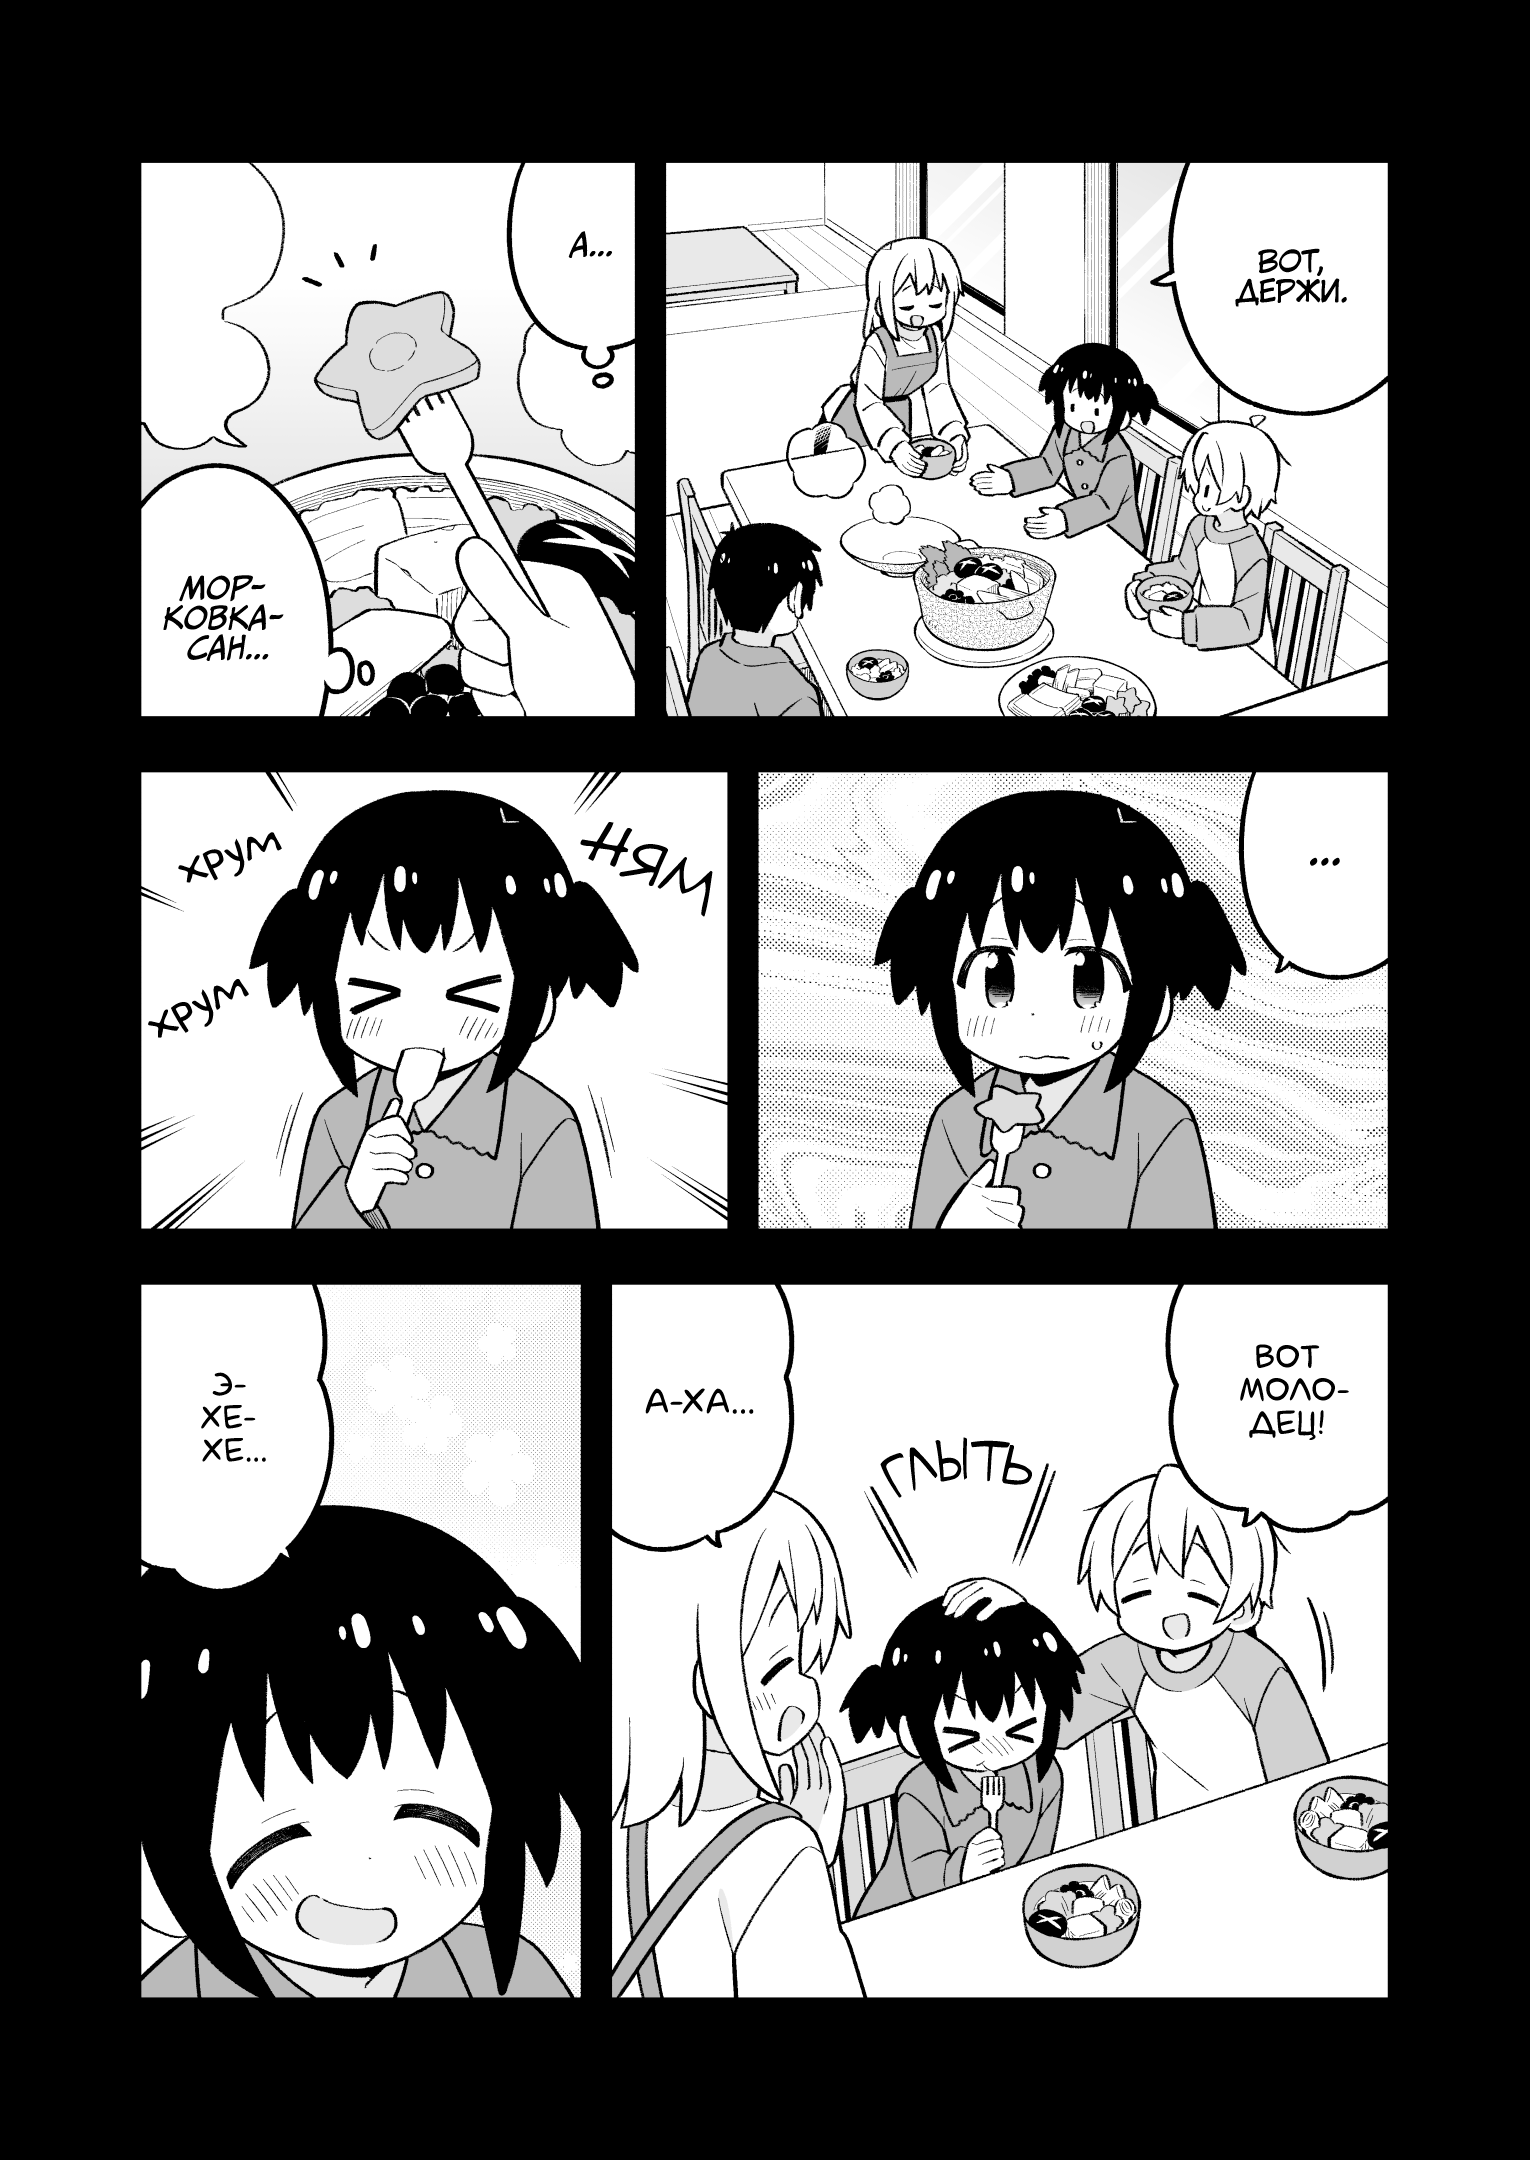 ВОТ,
ДЕРЖИ.
А...
МОР-
КОВКА-
САН...
...
НЯМ
ХРУМ
ХРУМ
ВОТ
МОЛО-
ДЕЦ!
ГЛЫТЬ
А-ХА...
Э-
ХЕ-
ХЕ...